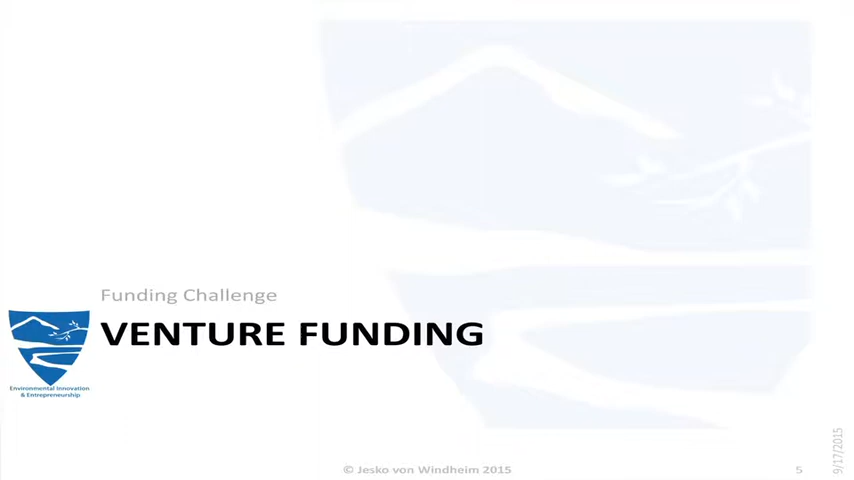 Funding Challenge
VENTURE FUNDING
Environmental Innovation
& Entrepreneurship
© Jesko von Windheim 2015
5
9/17/2015